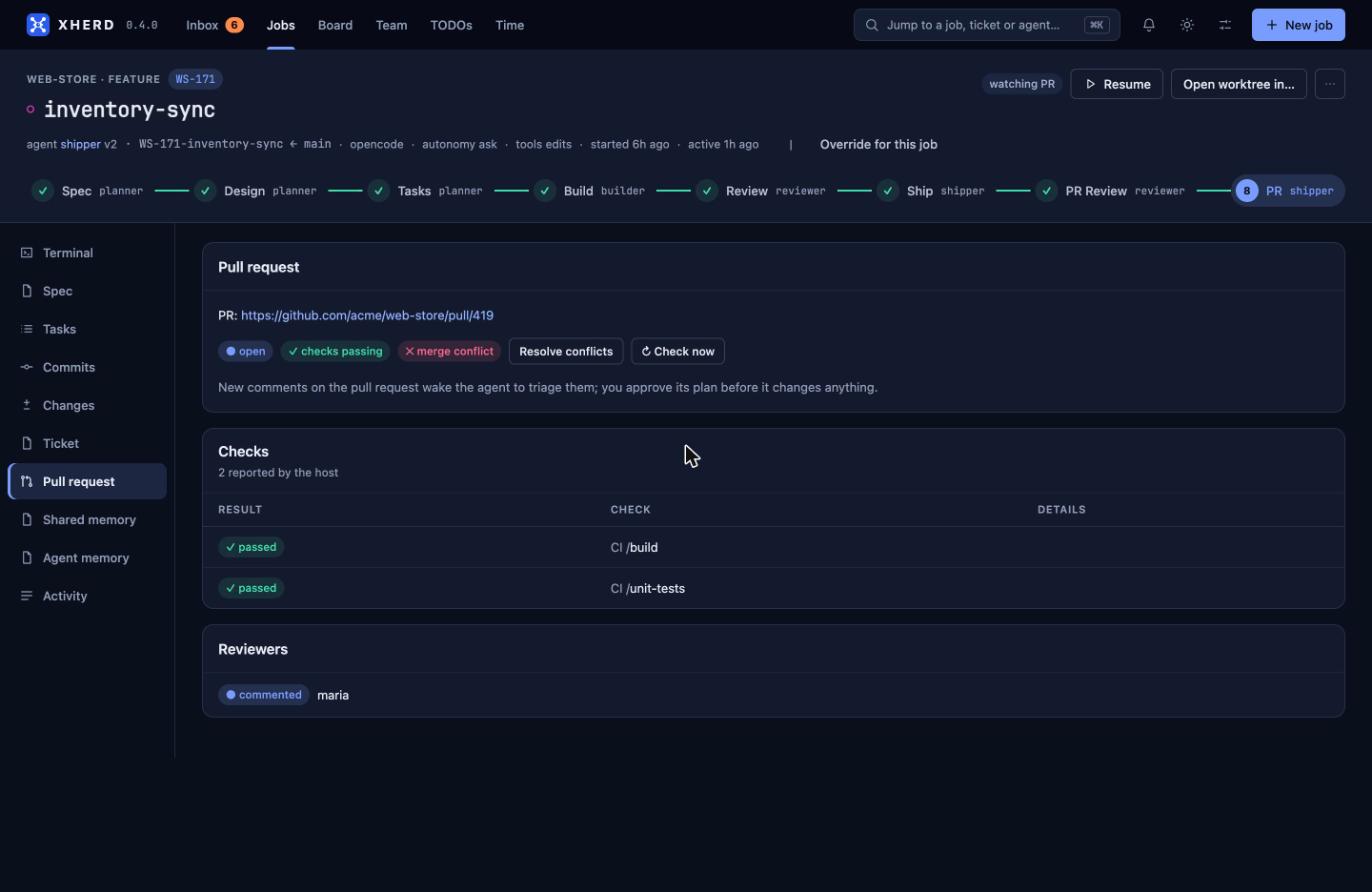 XHERD 0.4.0 Inbox 6 Jobs Board Team TODOs Time Jump to a job, ticket or agent... ⌘K + New job
WEB-STORE · FEATURE WS-171
watching PR Resume Open worktree in... ...
inventory-sync
agent shipper v2 · WS-171-inventory-sync ← main · opencode · autonomy ask · tools edits · started 6h ago · active 1h ago | Override for this job
✓ Spec planner ✓ Design planner ✓ Tasks planner ✓ Build builder ✓ Review reviewer ✓ Ship shipper ✓ PR Review reviewer 8 PR shipper
Terminal
Spec
Tasks
Commits
Changes
Ticket
Pull request
Shared memory
Agent memory
Activity
Pull request
PR: https://github.com/acme/web-store/pull/419
open ✓ checks passing ✕ merge conflict Resolve conflicts ↻ Check now
New comments on the pull request wake the agent to triage them; you approve its plan before it changes anything.
Checks
2 reported by the host
RESULT CHECK DETAILS
✓ passed CI /build
✓ passed CI /unit-tests
Reviewers
commented maria